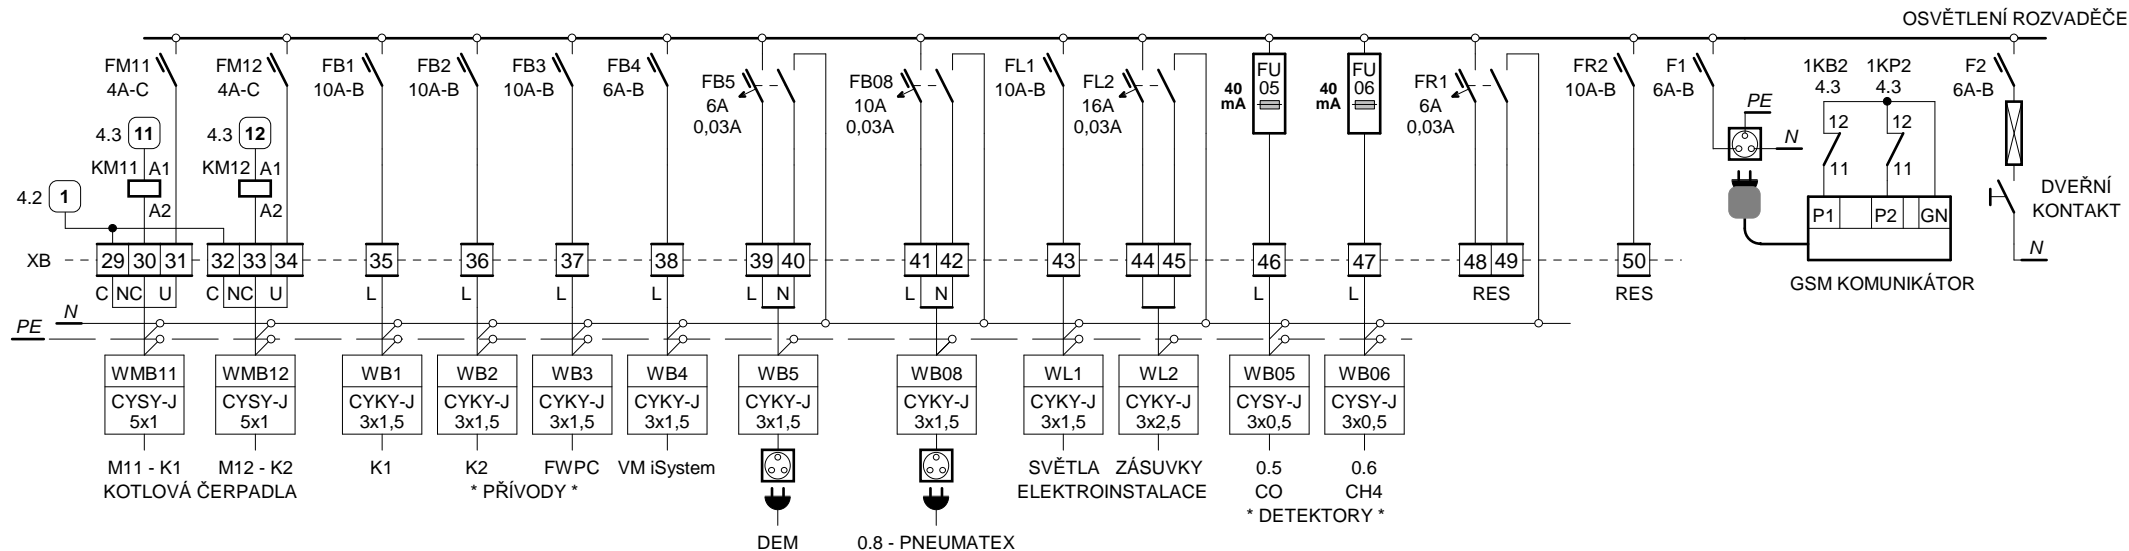 OSVĚTLENÍ ROZVADĚČE
FM11
4A-C
FM12
4A-C
FB1
10A-B
FB2
10A-B
FB3
10A-B
FB4
6A-B
FB5
6A
0,03A
FB08
10A
0,03A
FL1
10A-B
FL2
16A
0,03A
40
mA
FU
05
40
mA
FU
06
FR1
6A
0,03A
FR2
10A-B
F1
6A-B
PE
N
1KB2
4.3
1KP2
4.3
12
11
12
11
F2
6A-B
4.3 11
KM11 A1
A2
4.3 12
KM12 A1
A2
4.2 1
P1 P2 GN
GSM KOMUNIKÁTOR
DVEŘNÍ
KONTAKT
N
XB 29 30 31 32 33 34 35 36 37 38 39 40 41 42 43 44 45 46 47 48 49 50
C NC U C NC U L L L L L N L N L L L RES RES
N
PE
WMB11
CYSY-J
5x1
WMB12
CYSY-J
5x1
WB1
CYKY-J
3x1,5
WB2
CYKY-J
3x1,5
WB3
CYKY-J
3x1,5
WB4
CYKY-J
3x1,5
WB5
CYKY-J
3x1,5
WB08
CYKY-J
3x1,5
WL1
CYKY-J
3x1,5
WL2
CYKY-J
3x2,5
WB05
CYSY-J
3x0,5
WB06
CYSY-J
3x0,5
M11 - K1 M12 - K2
KOTLOVÁ ČERPADLA
K1 K2 FWPC VM iSystem
* PŘÍVODY *
DEM
0.8 - PNEUMATEX
SVĚTLA ZÁSUVKY
ELEKTROINSTALACE
0.5
CO
0.6
CH4
* DETEKTORY *